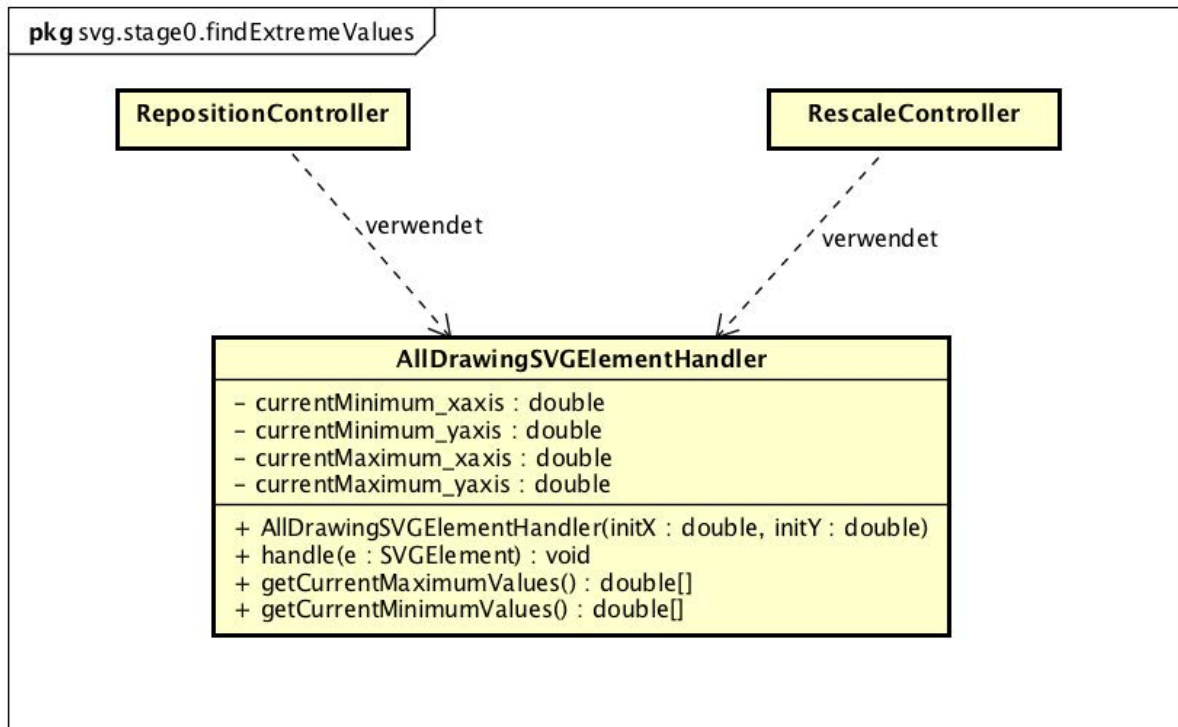 pkg svg.stage0.findExtremeValues
RepositionController
RescaleController
verwendet
verwendet
AllDrawingSVGElementHandler
- currentMinimum_xaxis : double
- currentMinimum_yaxis : double
- currentMaximum_xaxis : double
- currentMaximum_yaxis : double
+ AllDrawingSVGElementHandler(initX : double, initY : double)
+ handle(e : SVGElement) : void
+ getCurrentMaximumValues() : double[]
+ getCurrentMinimumValues() : double[]